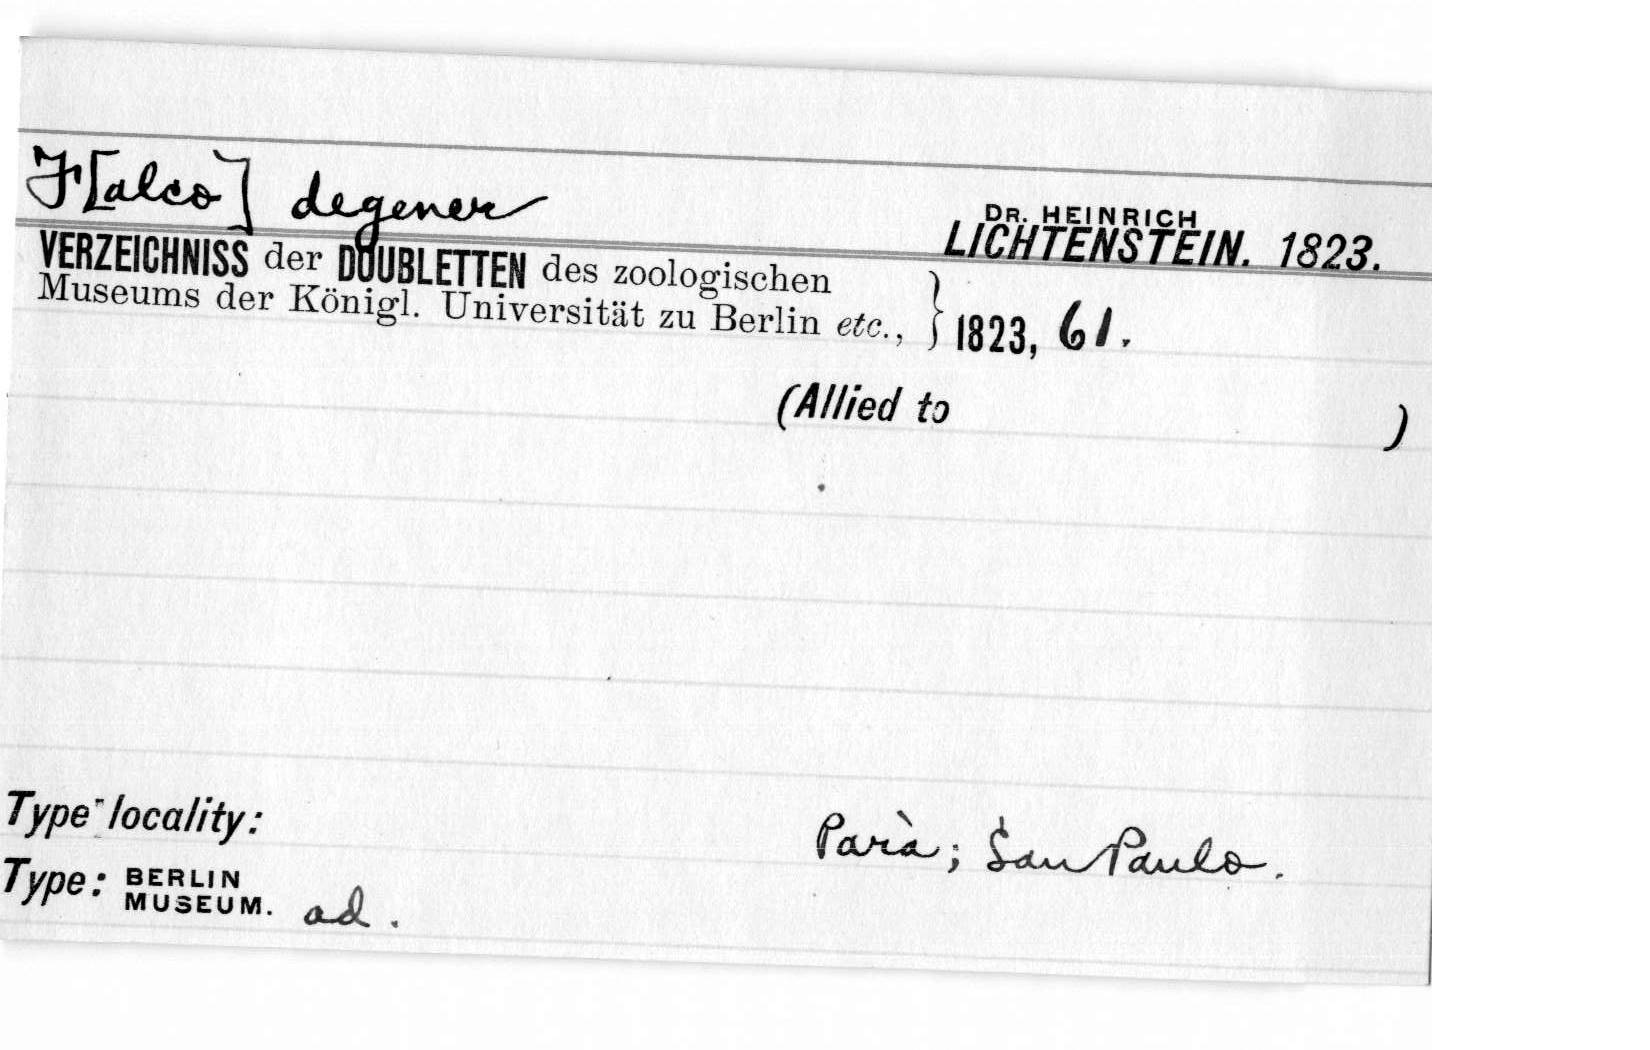 F[alco] degener
DR. HEINRICH
LICHTENSTEIN. 1823.
VERZEICHNISS der DOUBLETTEN des zoologischen
Museums der Königl. Universität zu Berlin etc., } 1823, 61.
(Allied to )
Type locality: Parà; San Paulo.
Type: BERLIN MUSEUM. ad.